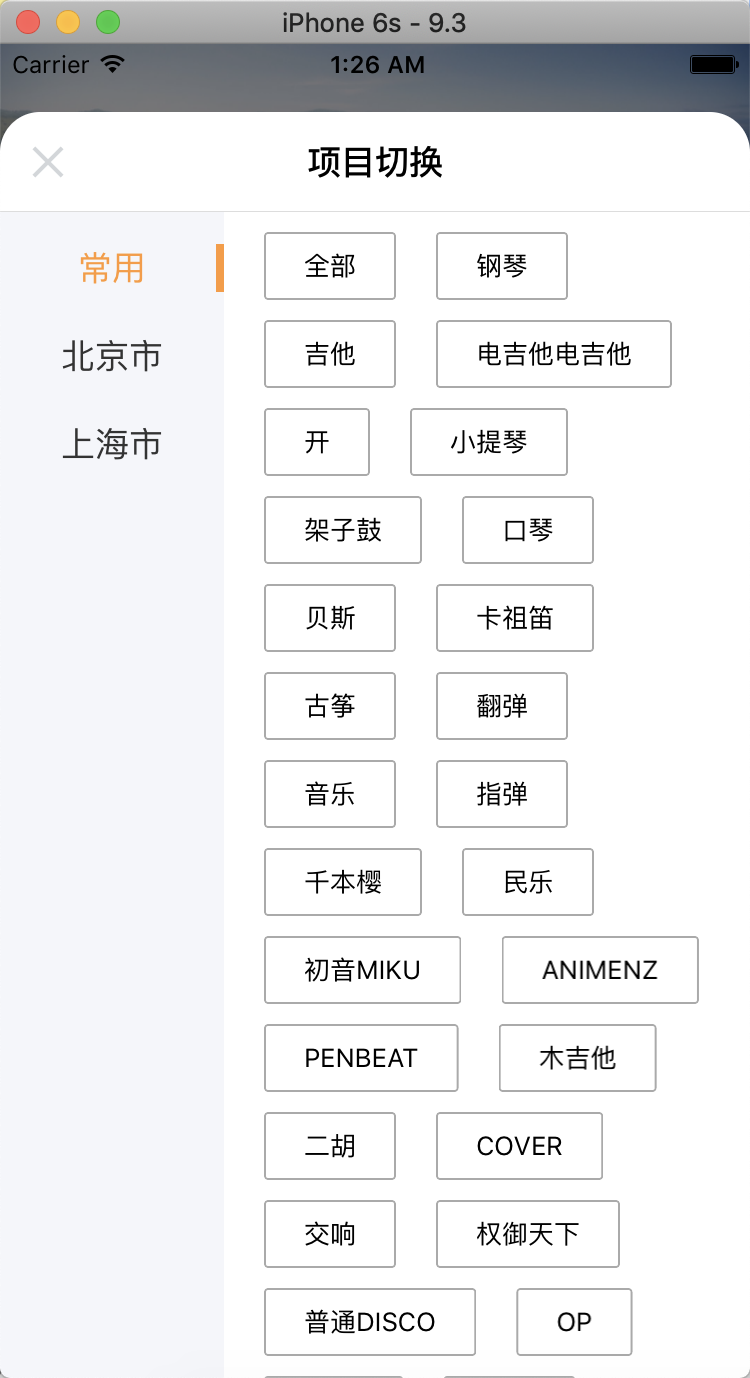 iPhone 6s - 9.3
Carrier 1:26 AM
项目切换
常用
北京市
上海市
全部 钢琴
吉他 电吉他电吉他
开 小提琴
架子鼓 口琴
贝斯 卡祖笛
古筝 翻弹
音乐 指弹
千本樱 民乐
初音MIKU ANIMENZ
PENBEAT 木吉他
二胡 COVER
交响 权御天下
普通DISCO OP